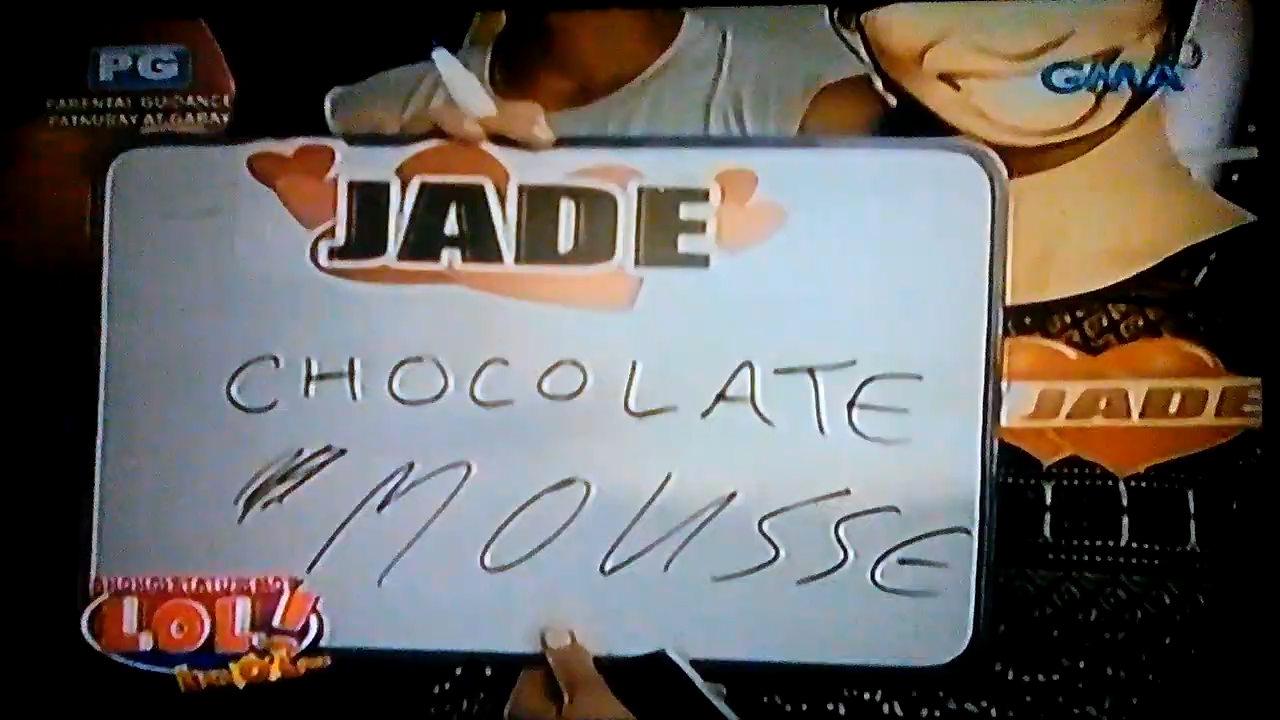 PG
PARENTAL GUIDANCE
PATNUBAY AT GABAY
GMA
JADE
CHOCOLATE
MOUSSE
JADE
LOL!